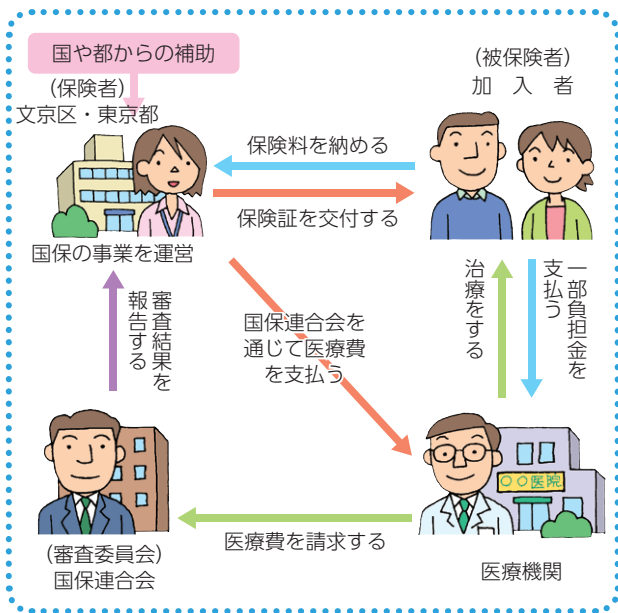 国や都からの補助
(保険者)
文京区・東京都
国保の事業を運営
(被保険者)
加入者
保険料を納める
保険証を交付する
治療をする
一部負担金を
支払う
国保連合会を
通じて医療費
を支払う
審査結果を
報告する
〇〇医院
医療機関
医療費を請求する
(審査委員会)
国保連合会